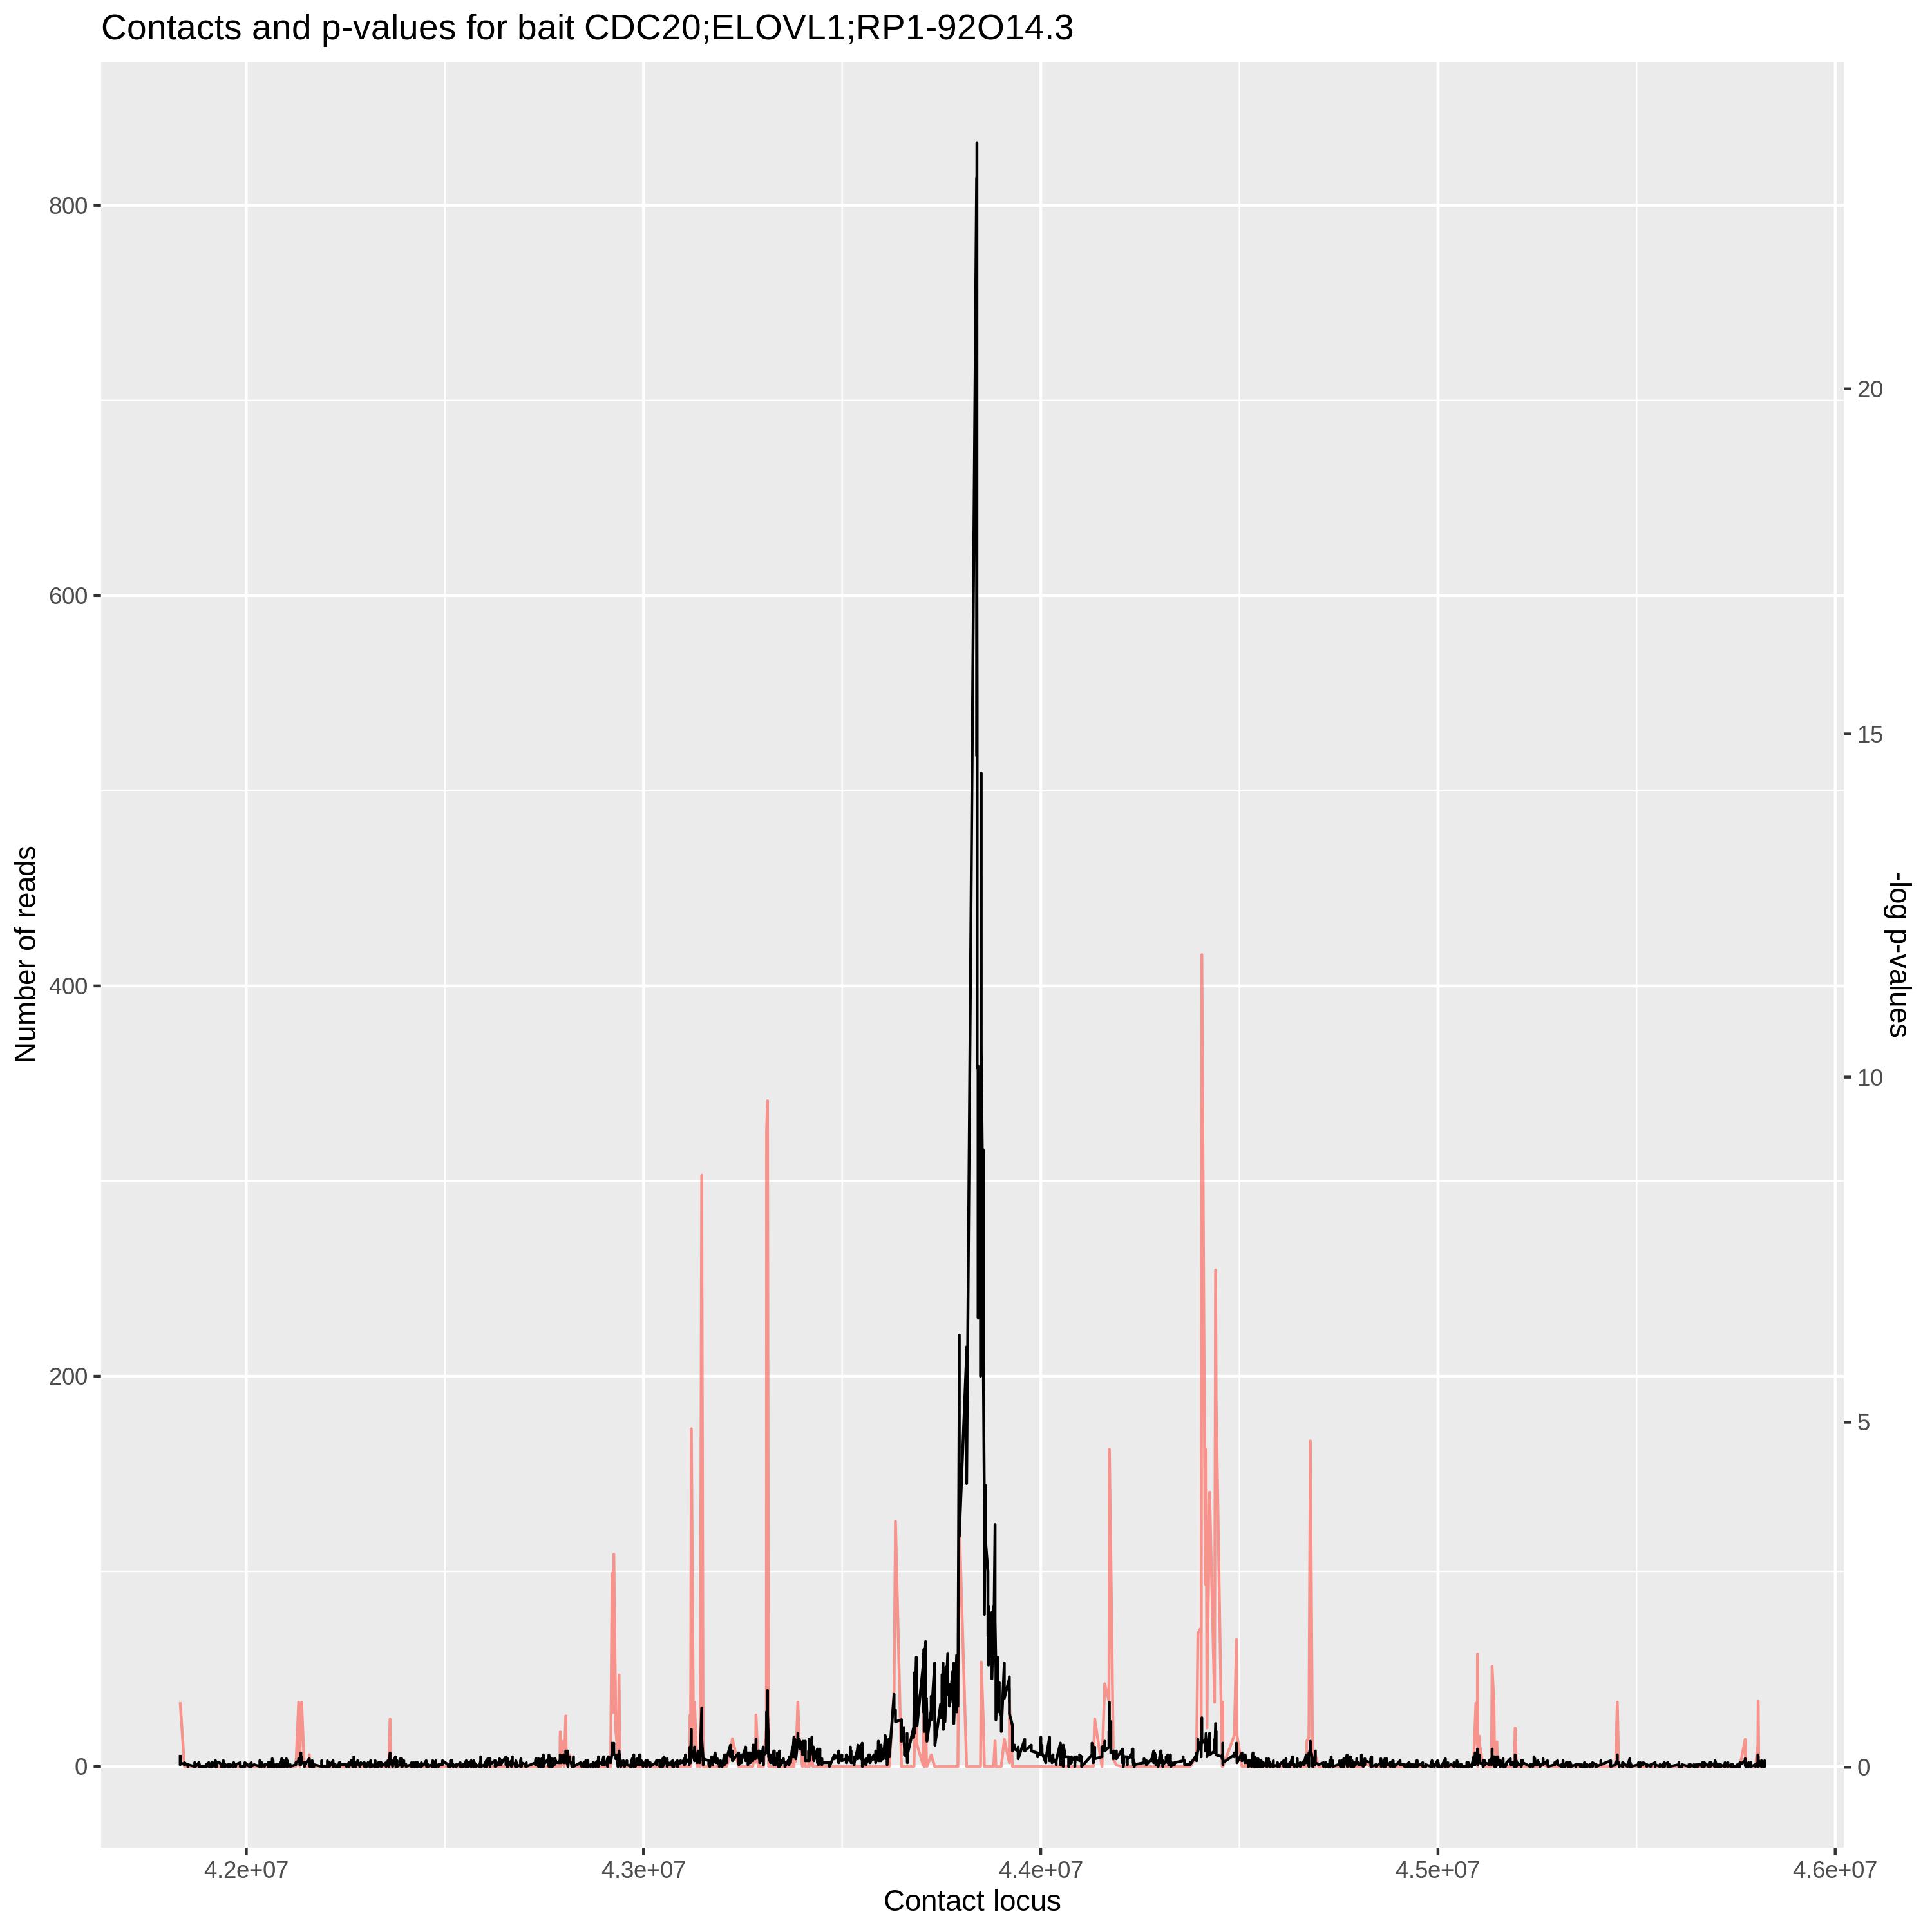 Contacts and p-values for bait CDC20;ELOVL1;RP1-92O14.3
800
600
400
200
0
Number of reads
20
15
10
5
0
-log p-values
4.2e+07 4.3e+07 4.4e+07 4.5e+07 4.6e+07
Contact locus